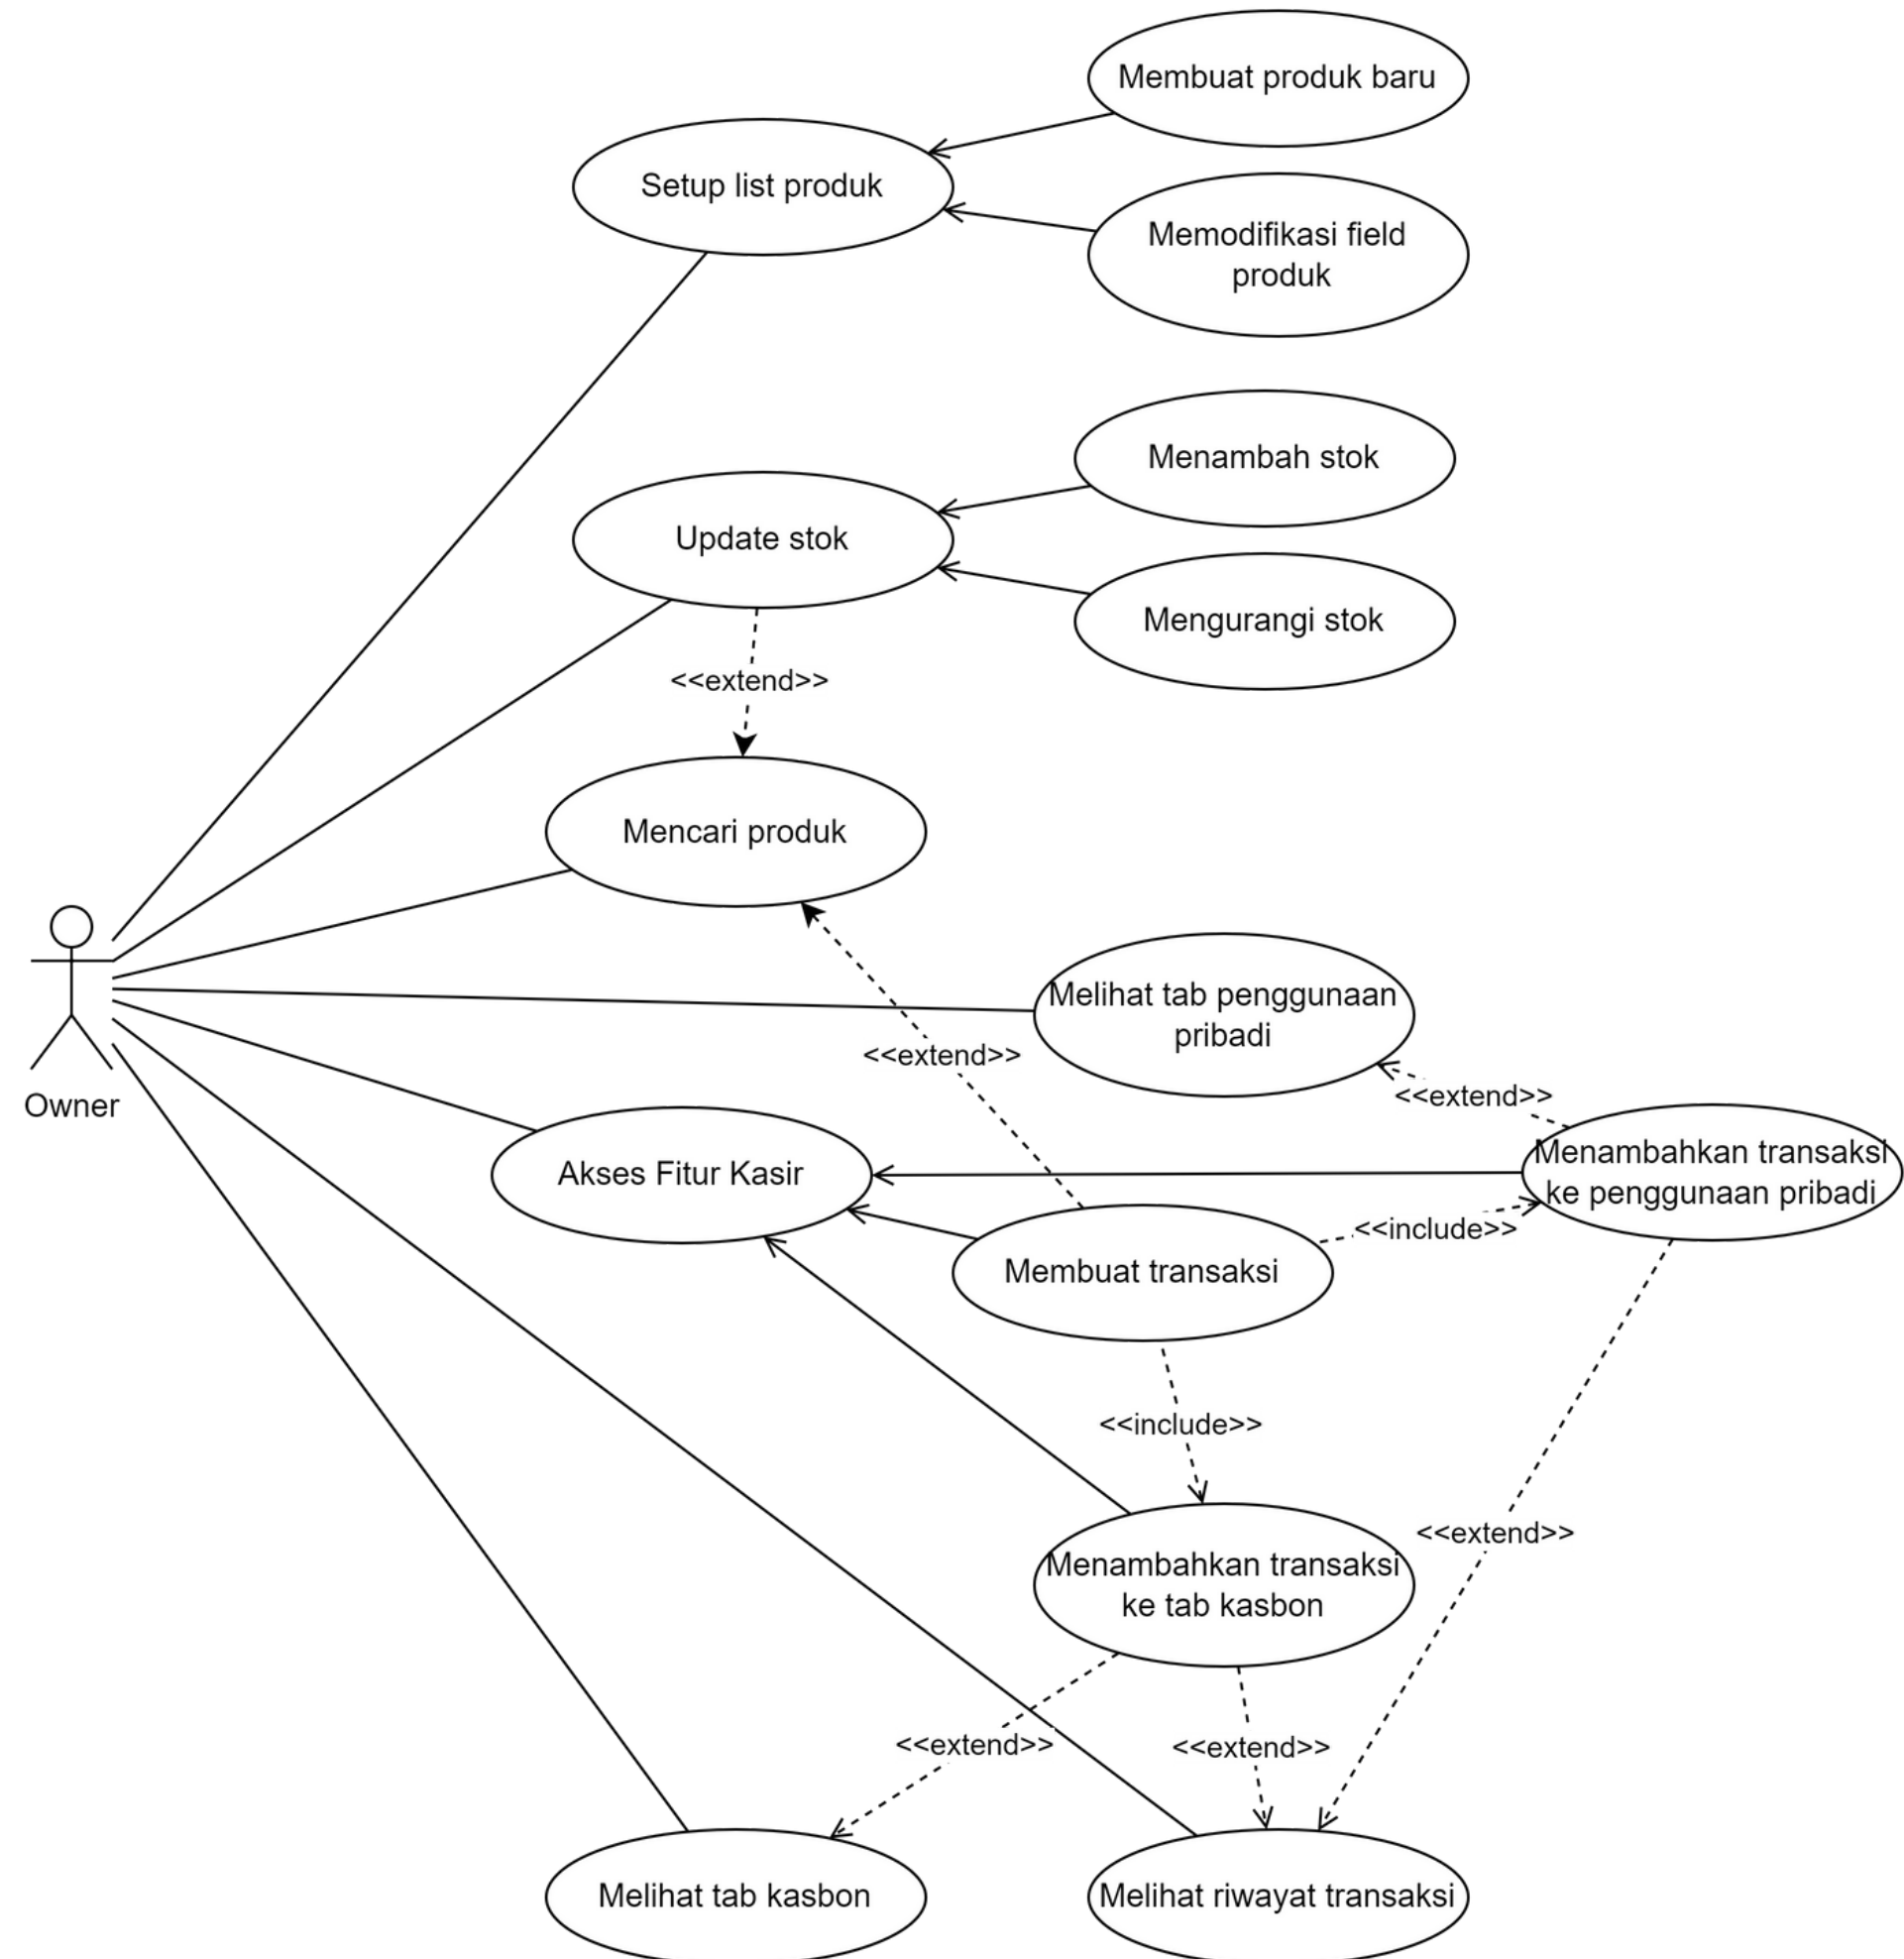 Membuat produk baru
Setup list produk
Memodifikasi field
produk
Menambah stok
Update stok
Mengurangi stok
<<extend>>
Mencari produk
Melihat tab penggunaan
pribadi
<<extend>>
<<extend>>
Owner
Menambahkan transaksi
ke penggunaan pribadi
Akses Fitur Kasir
<<include>>
Membuat transaksi
<<include>>
<<extend>>
Menambahkan transaksi
ke tab kasbon
<<extend>>
<<extend>>
Melihat tab kasbon
Melihat riwayat transaksi